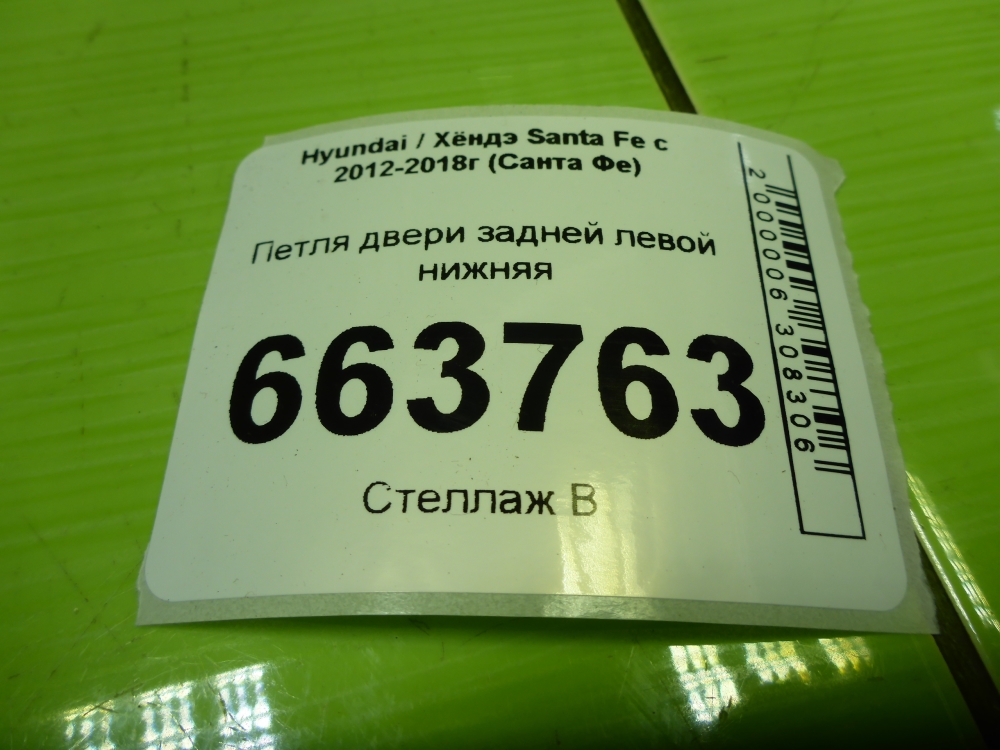 Hyundai / Хёндэ Santa Fe с
2012-2018г (Санта Фе)
Петля двери задней левой
нижняя
663763
Стеллаж В
2000006308306